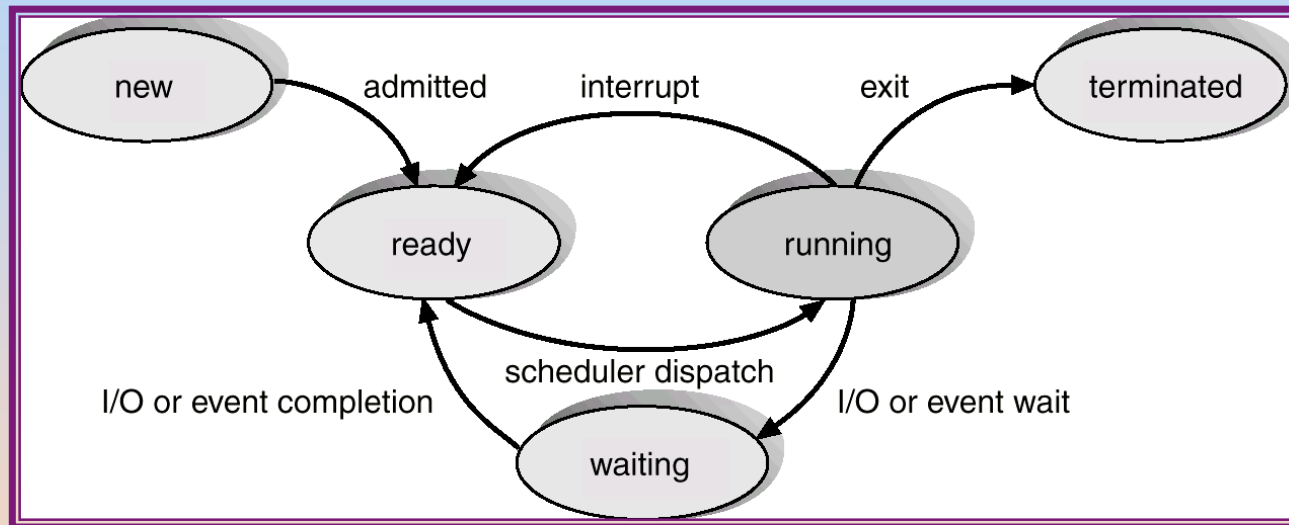 new
admitted
interrupt
exit
terminated
ready
running
scheduler dispatch
I/O or event completion
I/O or event wait
waiting